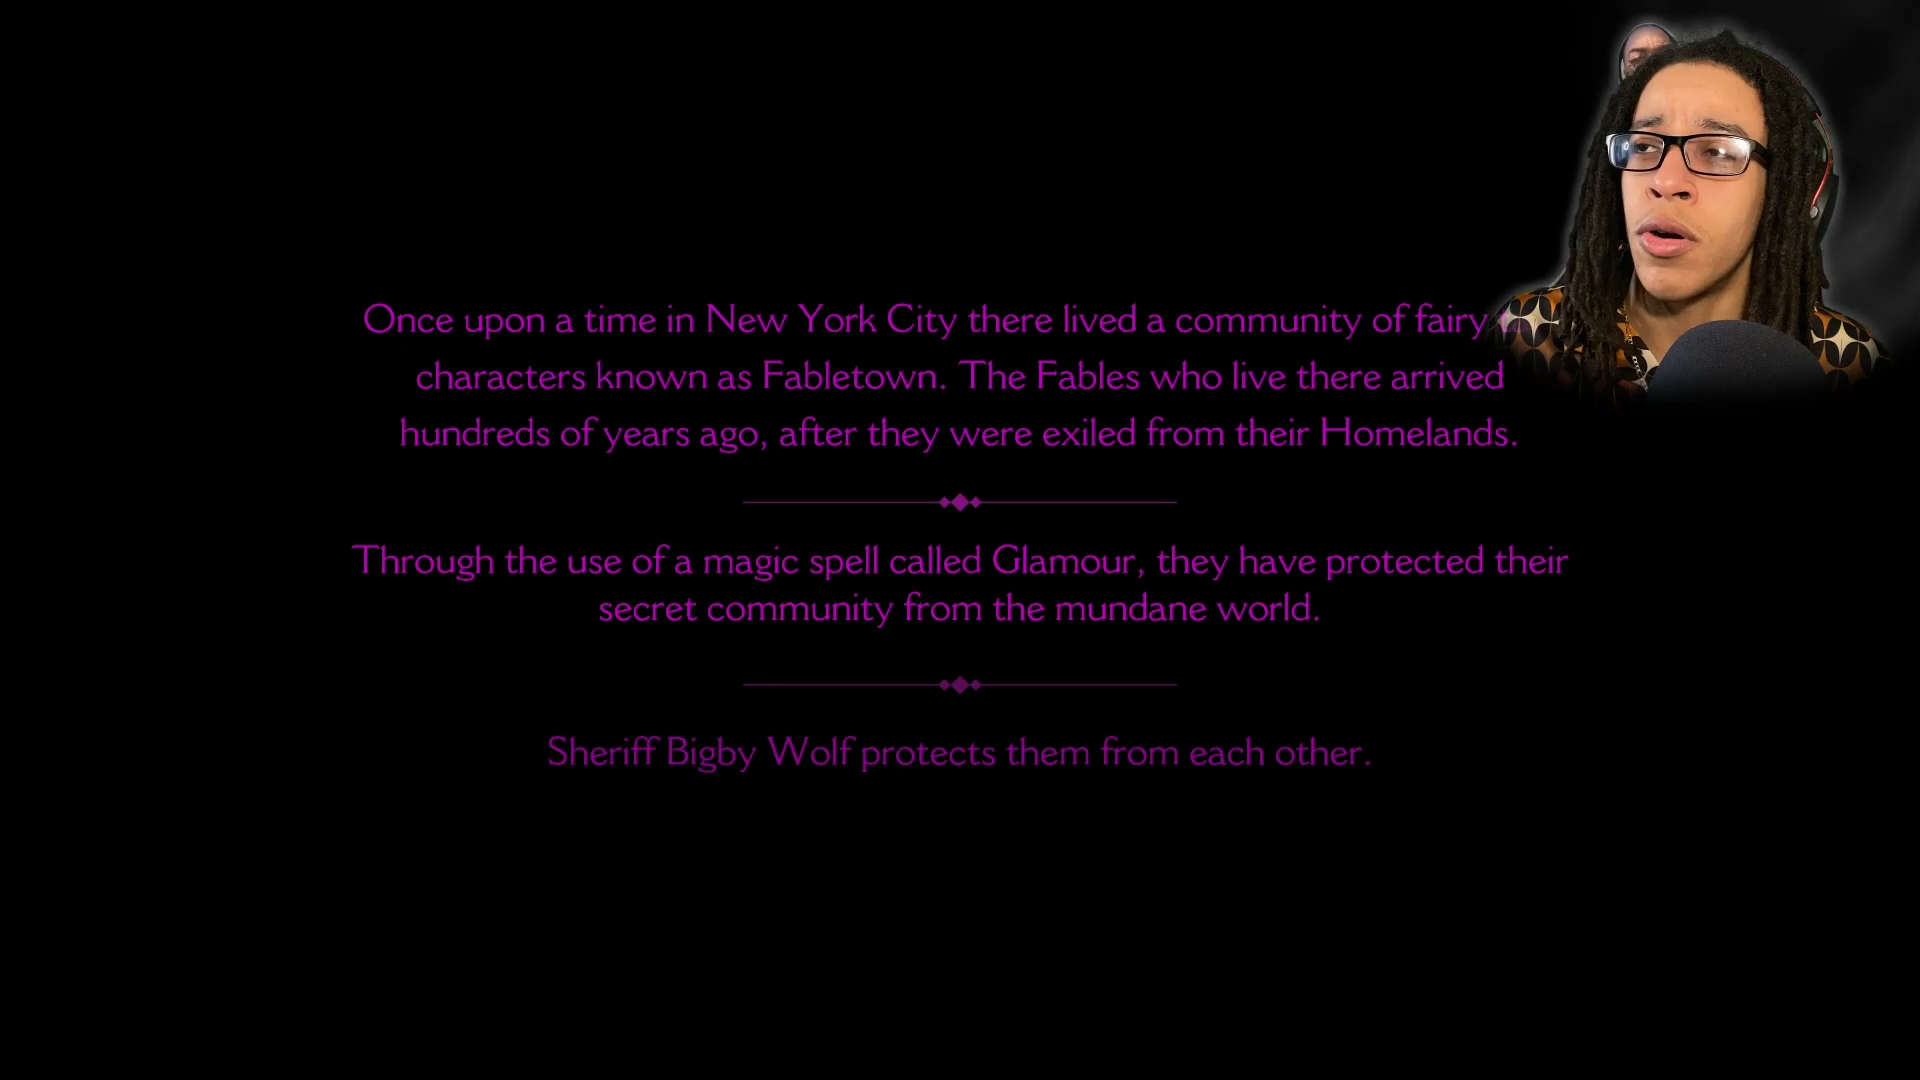 Once upon a time in New York City there lived a community of fairy
characters known as Fabletown. The Fables who live there arrived
hundreds of years ago, after they were exiled from their Homelands.
Through the use of a magic spell called Glamour, they have protected their
secret community from the mundane world.
Sheriff Bigby Wolf protects them from each other.